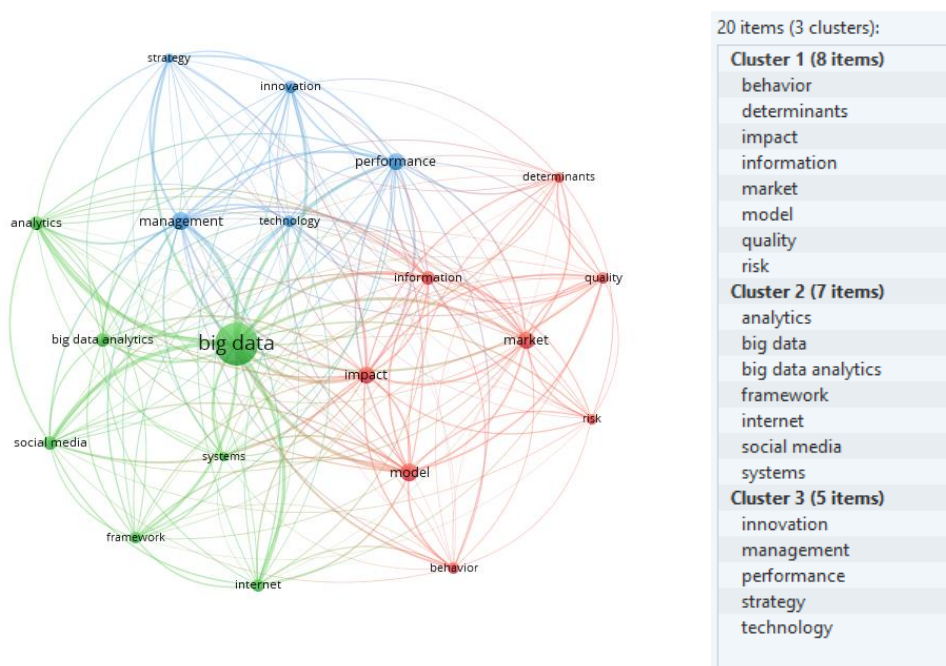 strategy
innovation
performance
determinants
analytics
management
technology
information
quality
big data analytics
big data
market
impact
risk
social media
systems
model
framework
behavior
internet
20 items (3 clusters):
Cluster 1 (8 items)
behavior
determinants
impact
information
market
model
quality
risk
Cluster 2 (7 items)
analytics
big data
big data analytics
framework
internet
social media
systems
Cluster 3 (5 items)
innovation
management
performance
strategy
technology